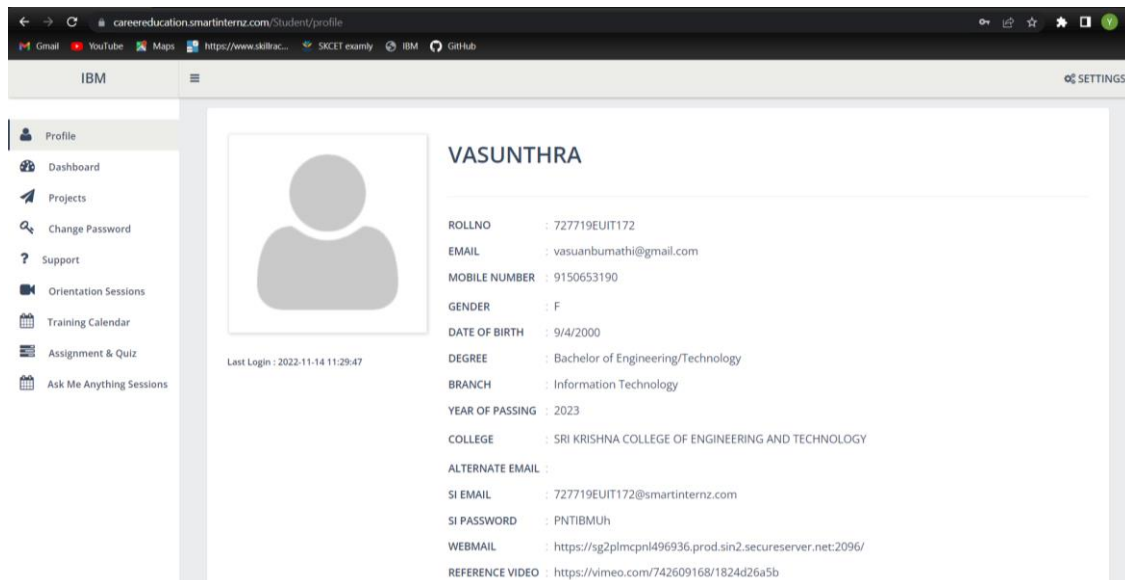 careereducation.smartinternz.com/Student/profile
Y
Gmail YouTube Maps https://www.skillrac... SKCET examly IBM GitHub
IBM SETTINGS
Profile
Dashboard
Projects
Change Password
? Support
Orientation Sessions
Training Calendar
Assignment & Quiz
Ask Me Anything Sessions
Last Login : 2022-11-14 11:29:47
VASUNTHRA
ROLLNO : 727719EUIT172
EMAIL : vasuanbumathi@gmail.com
MOBILE NUMBER : 9150653190
GENDER : F
DATE OF BIRTH : 9/4/2000
DEGREE : Bachelor of Engineering/Technology
BRANCH : Information Technology
YEAR OF PASSING : 2023
COLLEGE : SRI KRISHNA COLLEGE OF ENGINEERING AND TECHNOLOGY
ALTERNATE EMAIL :
SI EMAIL : 727719EUIT172@smartinternz.com
SI PASSWORD : PNTIBMUh
WEBMAIL : https://sg2plmcpnl496936.prod.sin2.secureserver.net:2096/
REFERENCE VIDEO : https://vimeo.com/742609168/1824d26a5b